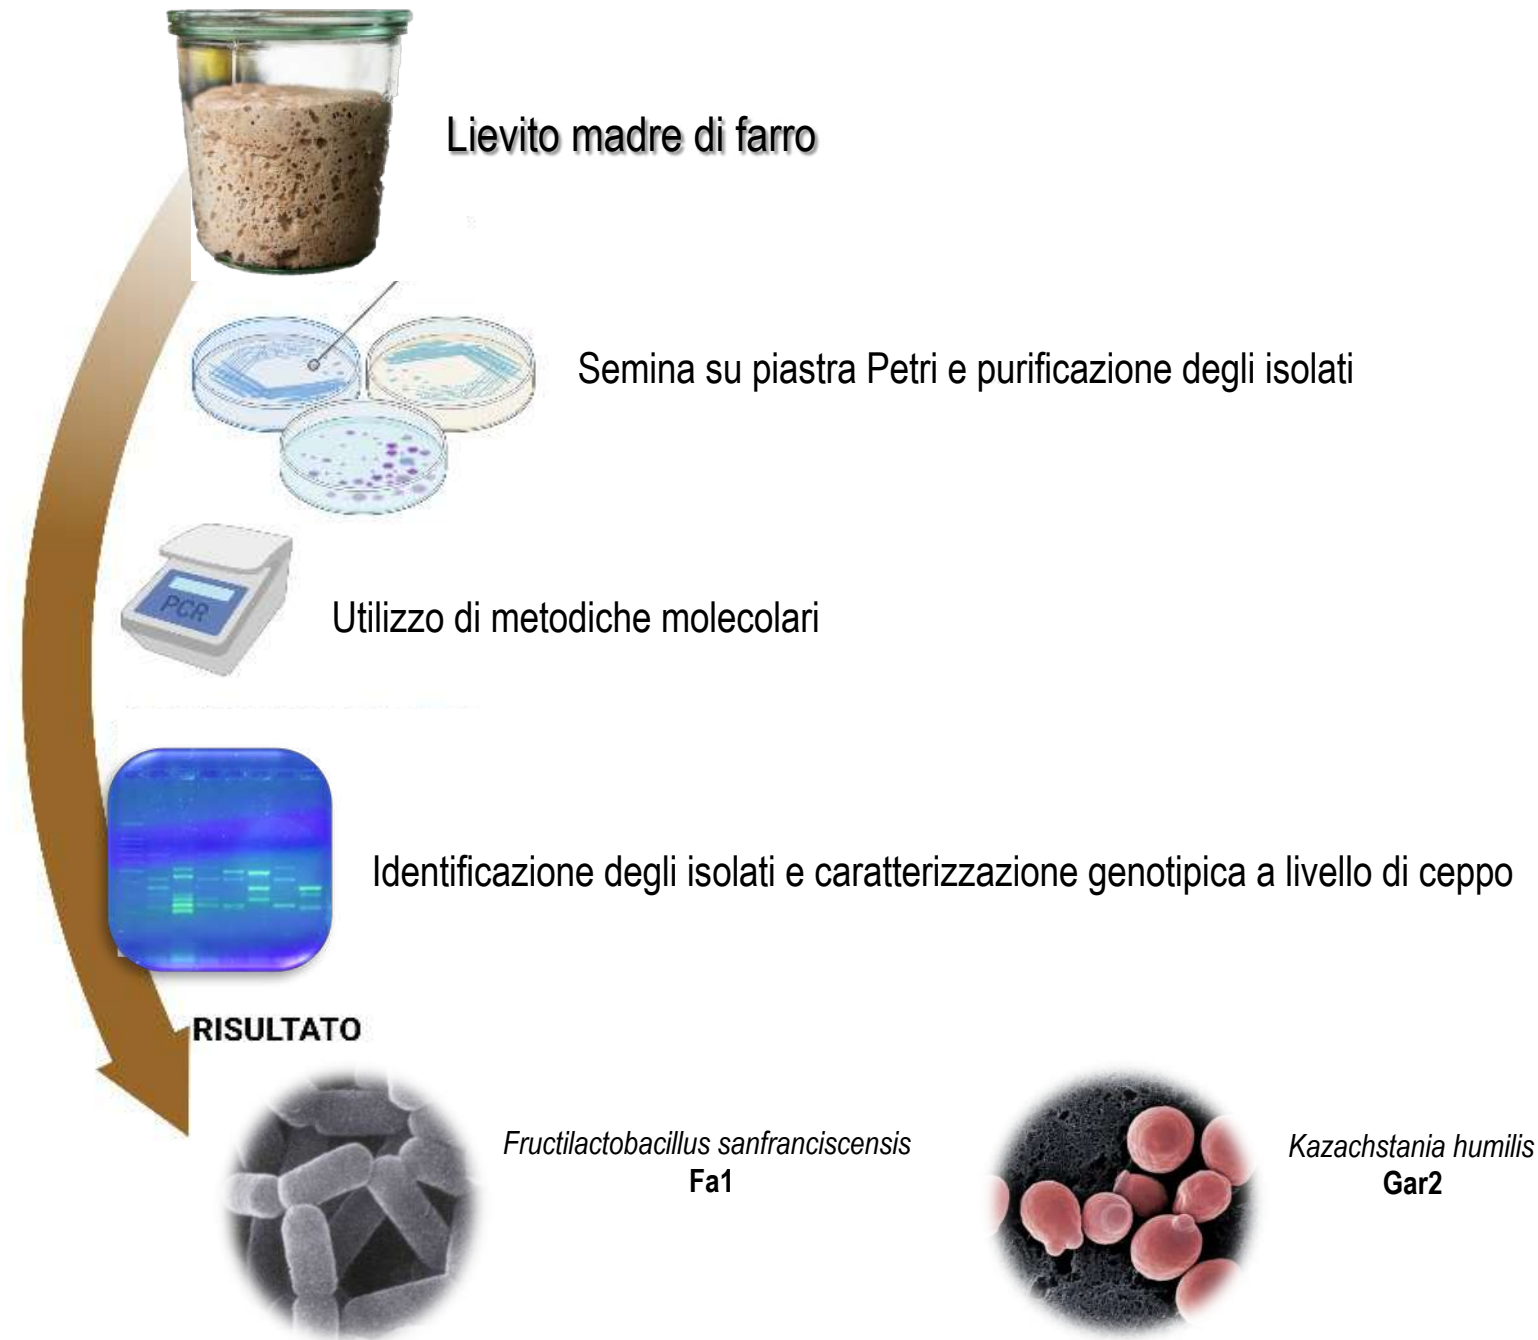 Lievito madre di farro
Semina su piastra Petri e purificazione degli isolati
PCR
Utilizzo di metodiche molecolari
Identificazione degli isolati e caratterizzazione genotipica a livello di ceppo
RISULTATO
Fructilactobacillus sanfranciscensis
Fa1
Kazachstania humilis
Gar2